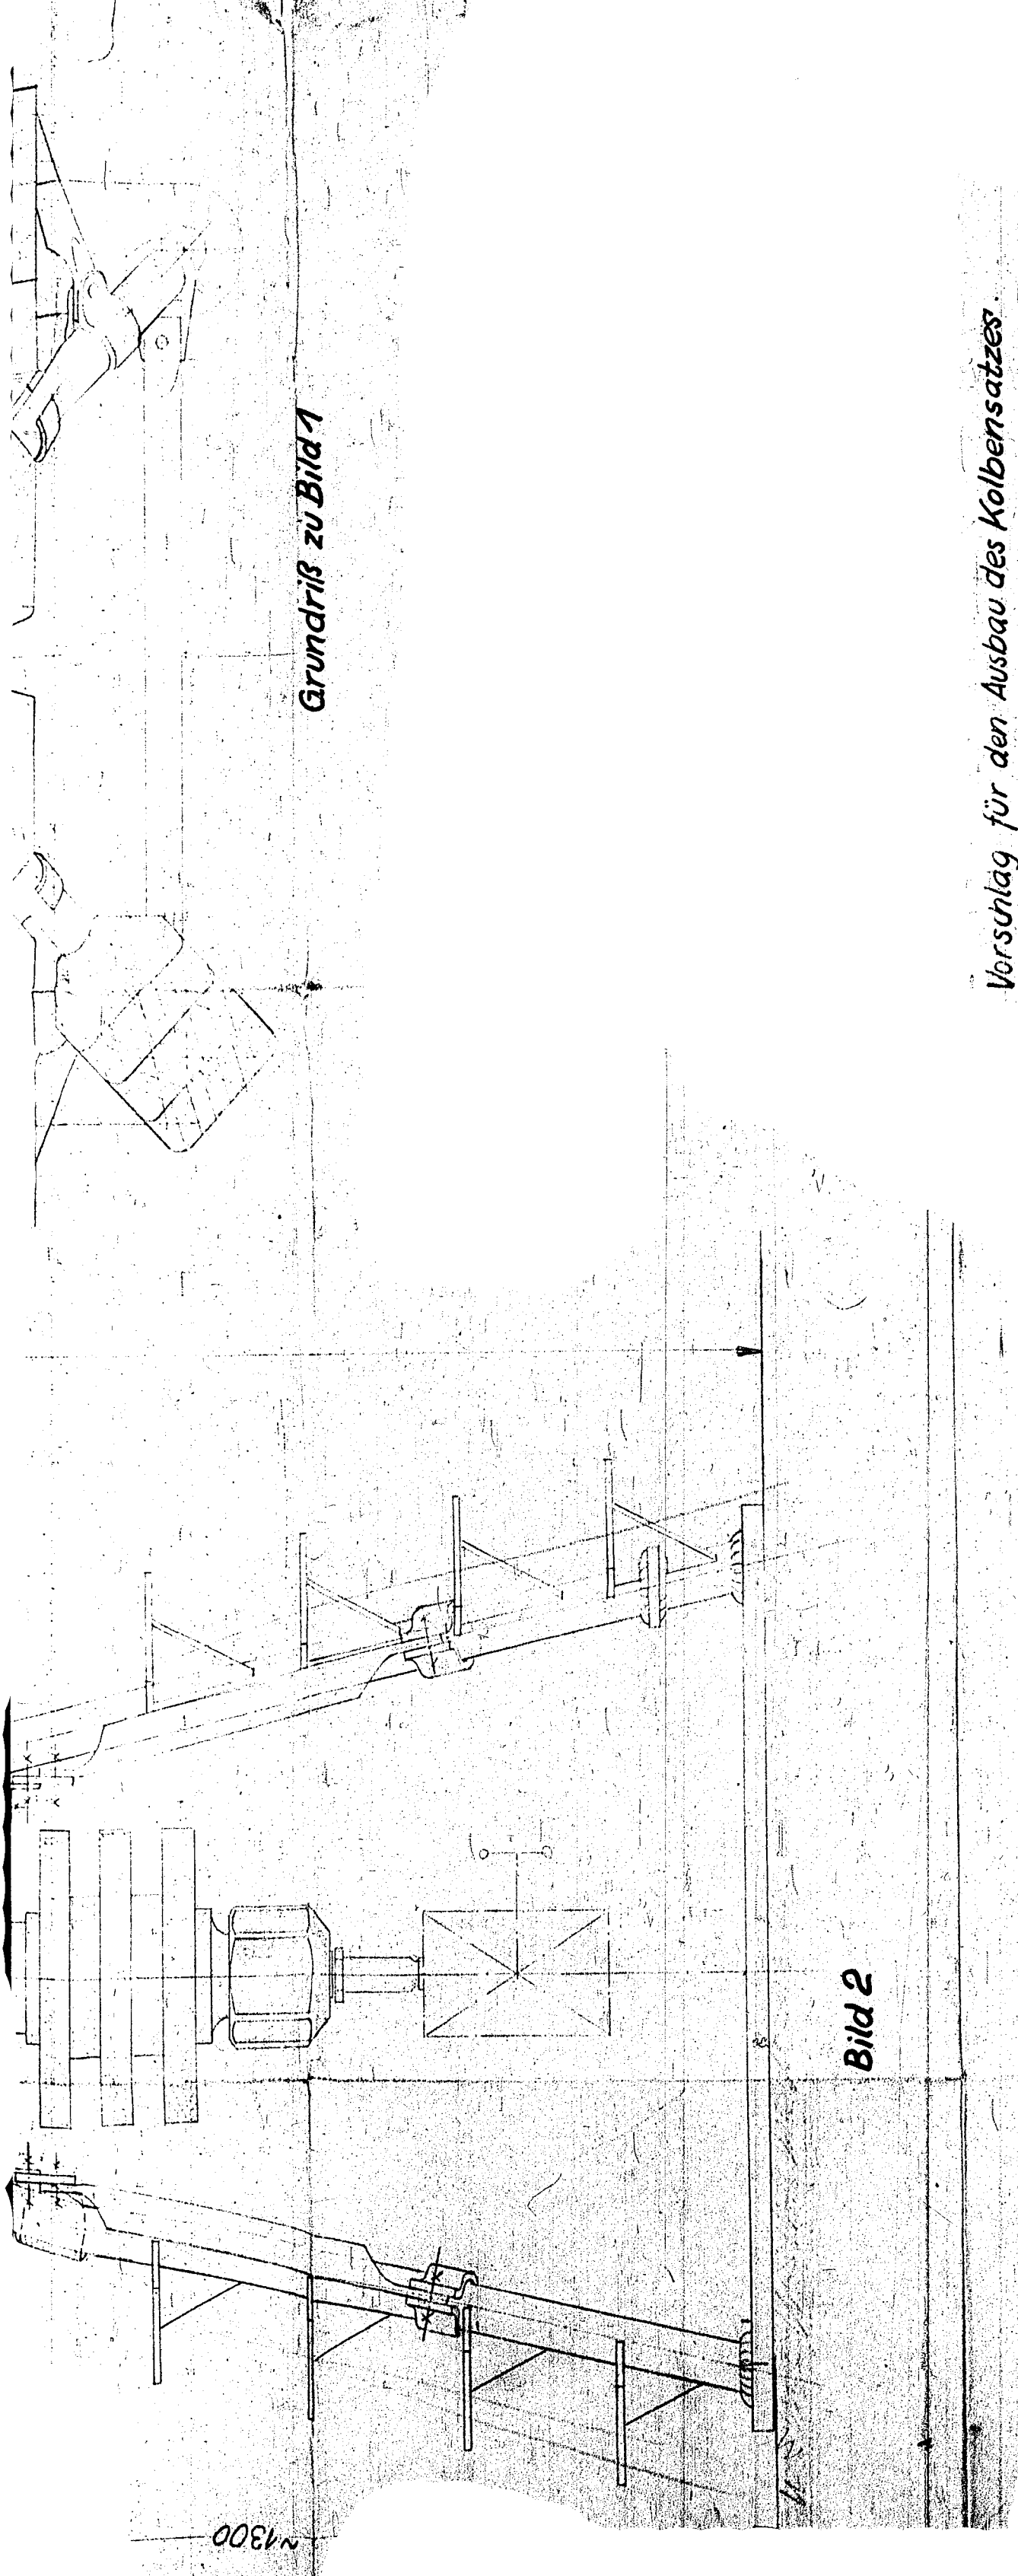 Grundriß zu Bild 1
Vorschlag für den Ausbau des Kolbensatzes.
Bild 2
~1300